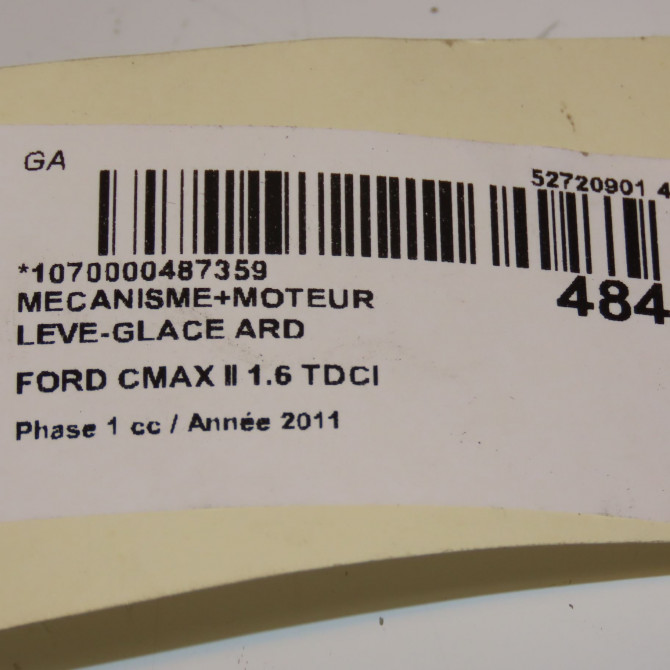 GA
52720901 4
*1070000487359
484
MECANISME+MOTEUR
LEVE-GLACE ARD
FORD CMAX II 1.6 TDCI
Phase 1 cc / Année 2011